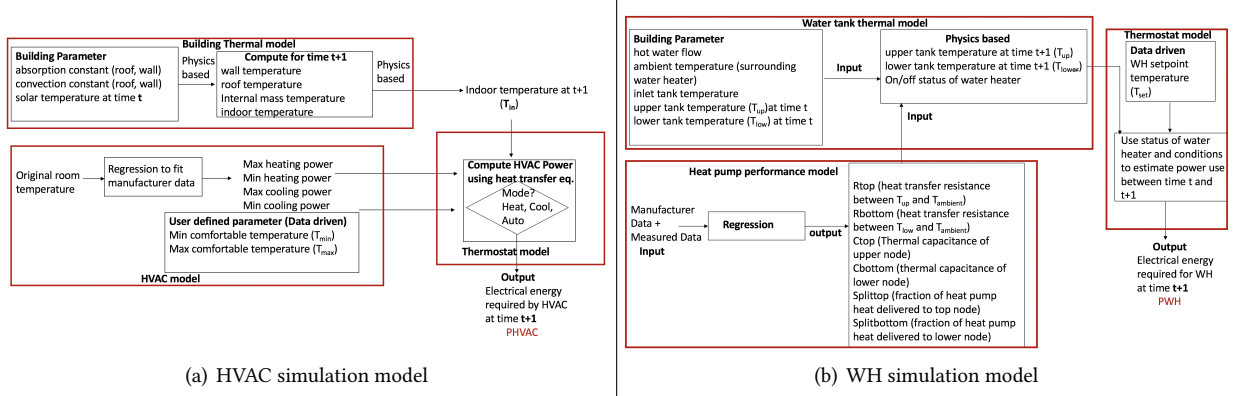 Building Thermal model
Building Parameter
absorption constant (roof, wall)
convection constant (roof, wall)
solar temperature at time t
Physics
based
Compute for time t+1
wall temperature
roof temperature
Internal mass temperature
indoor temperature
Physics
based
Indoor temperature at t+1
(Tin)
Original room
temperature
Regression to fit
manufacturer data
Max heating power
Min heating power
Max cooling power
Min cooling power
User defined parameter (Data driven)
Min comfortable temperature (Tmin)
Max comfortable temperature (Tmax)
HVAC model
Compute HVAC Power
using heat transfer eq.
Mode?
Heat, Cool,
Auto
Thermostat model
Output
Electrical energy
required by HVAC
at time t+1
PHVAC
(a) HVAC simulation model
Water tank thermal model
Building Parameter
hot water flow
ambient temperature (surrounding
water heater)
inlet tank temperature
upper tank temperature (Tup)at time t
lower tank temperature (Tlow) at time t
Input
Physics based
upper tank temperature at time t+1 (Tup)
lower tank temperature at time t+1 (Tlower)
On/off status of water heater
Input
Thermostat model
Data driven
WH setpoint
temperature
(Tset)
Use status of water
heater and conditions
to estimate power use
between time t and
t+1
Output
Electrical energy
required for WH
at time t+1
PWH
Heat pump performance model
Manufacturer
Data +
Measured Data
Input
Regression
output
Rtop (heat transfer resistance
between Tup and Tambient)
Rbottom (heat transfer resistance
between Tlow and Tambient)
Ctop (Thermal capacitance of
upper node)
Cbottom (thermal capacitance of
lower node)
Splittop (fraction of heat pump
heat delivered to top node)
Splitbottom (fraction of heat pump
heat delivered to lower node)
(b) WH simulation model